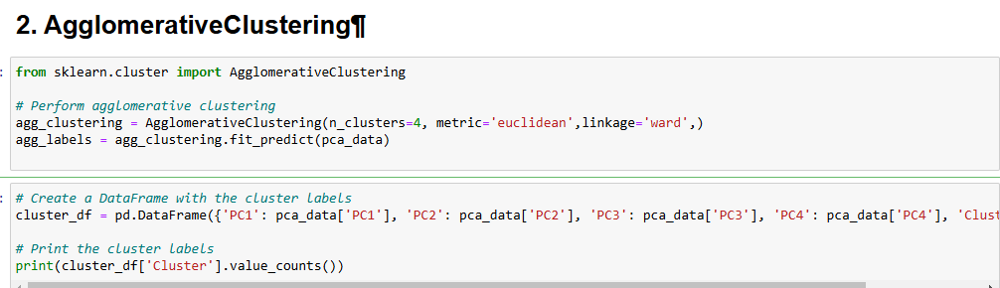 2. AgglomerativeClustering¶
:
from sklearn.cluster import AgglomerativeClustering
# Perform agglomerative clustering
agg_clustering = AgglomerativeClustering(n_clusters=4, metric='euclidean',linkage='ward',)
agg_labels = agg_clustering.fit_predict(pca_data)
:
# Create a DataFrame with the cluster labels
cluster_df = pd.DataFrame({'PC1': pca_data['PC1'], 'PC2': pca_data['PC2'], 'PC3': pca_data['PC3'], 'PC4': pca_data['PC4'], 'Clust
# Print the cluster labels
print(cluster_df['Cluster'].value_counts())